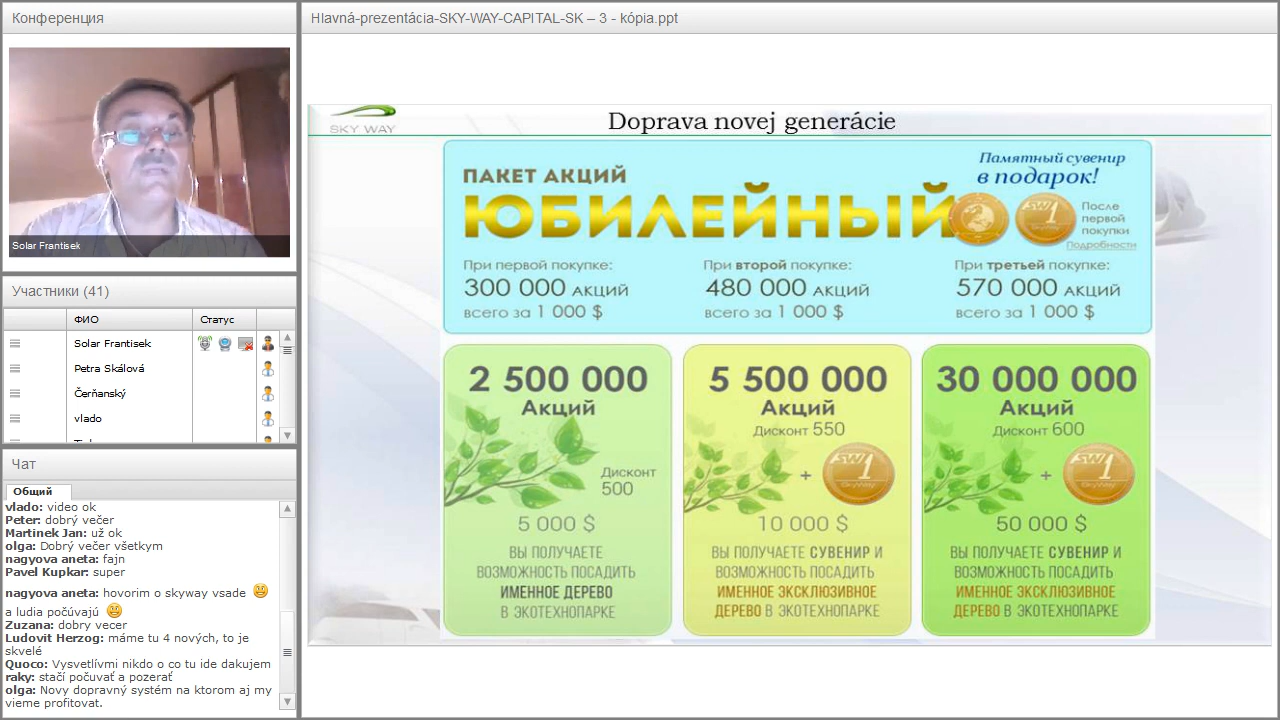 Конференция
Solar Frantisek
Участники (41)
ФИО
Статус
Solar Frantisek
Petra Skálová
Čerňanský
vlado
Чат
Общий
vlado: video ok
Peter: dobrý večer
Martinek Jan: už ok
olga: Dobrý večer všetkym
nagyova aneta: fajn
Pavel Kupkar: super
nagyova aneta: hovorim o skyway vsade
a ludia počúvajú
Zuzana: dobry vecer
Ludovit Herzog: máme tu 4 nových, to je
skvelé
Quoco: Vysvetlívmi nikdo o co tu ide dakujem
raky: stačí počuvať a pozerať
olga: Novy dopravný systém na ktorom aj my
vieme profitovat.
Hlavná-prezentácia-SKY-WAY-CAPITAL-SK – 3 - kópia.ppt
SKY WAY
Doprava novej generácie
ПАКЕТ АКЦИЙ
ЮБИЛЕЙНЫЙ
Памятный сувенир
в подарок!
SW
1
После
первой
покупки
Подробности
При первой покупке:
300 000 АКЦИЙ
всего за 1 000 $
При второй покупке:
480 000 АКЦИЙ
всего за 1 000 $
При третьей покупке:
570 000 АКЦИЙ
всего за 1 000 $
2 500 000
Акций
Дисконт
500
5 000 $
ВЫ ПОЛУЧАЕТЕ
ВОЗМОЖНОСТЬ ПОСАДИТЬ
ИМЕННОЕ ДЕРЕВО
В ЭКОТЕХНОПАРКЕ
5 500 000
Акций
Дисконт 550
+
SW
1
SkyWay
10 000 $
ВЫ ПОЛУЧАЕТЕ СУВЕНИР И
ВОЗМОЖНОСТЬ ПОСАДИТЬ
ИМЕННОЕ ЭКСКЛЮЗИВНОЕ
ДЕРЕВО В ЭКОТЕХНОПАРКЕ
30 000 000
Акций
Дисконт 600
+
SW
1
SkyWay
50 000 $
ВЫ ПОЛУЧАЕТЕ СУВЕНИР И
ВОЗМОЖНОСТЬ ПОСАДИТЬ
ИМЕННОЕ ЭКСКЛЮЗИВНОЕ
ДЕРЕВО В ЭКОТЕХНОПАРКЕ